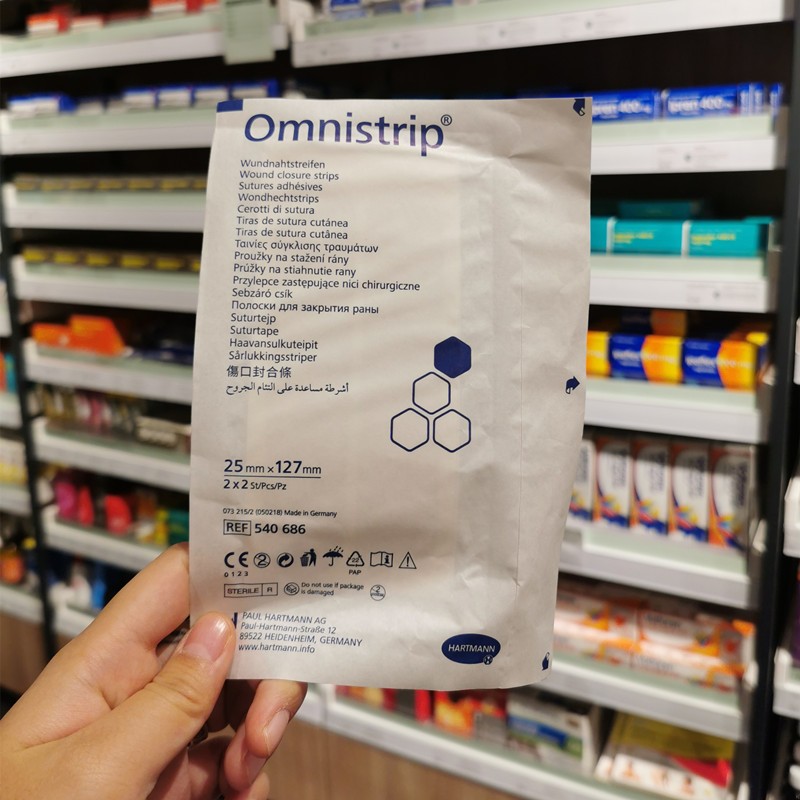 Omnistrip®
Wundnahtstreifen
Wound closure strips
Sutures adhésives
Wondhechtstrips
Cerotti di sutura
Tiras de sutura cutánea
Tiras de sutura cutânea
Ταινίες σύγκλισης τραυμάτων
Proužky na stažení rány
Prúžky na stiahnutie rany
Przylepce zastępujące nici chirurgiczne
Sebzáró csík
Полоски для закрытия раны
Suturtejp
Suturtape
Haavansulkuteipit
Sårlukkingsstriper
傷口封合條
أشرطة مساعدة على التئام الجروح
25 mm x 127 mm
2 x 2 St/Pcs/Pz
073 215/2 (050218) Made in Germany
REF 540 686
CE 2
0123 PAP
STERILE R Do not use if package
is damaged
PAUL HARTMANN AG
Paul-Hartmann-Straße 12
89522 HEIDENHEIM, GERMANY
www.hartmann.info
HARTMANN